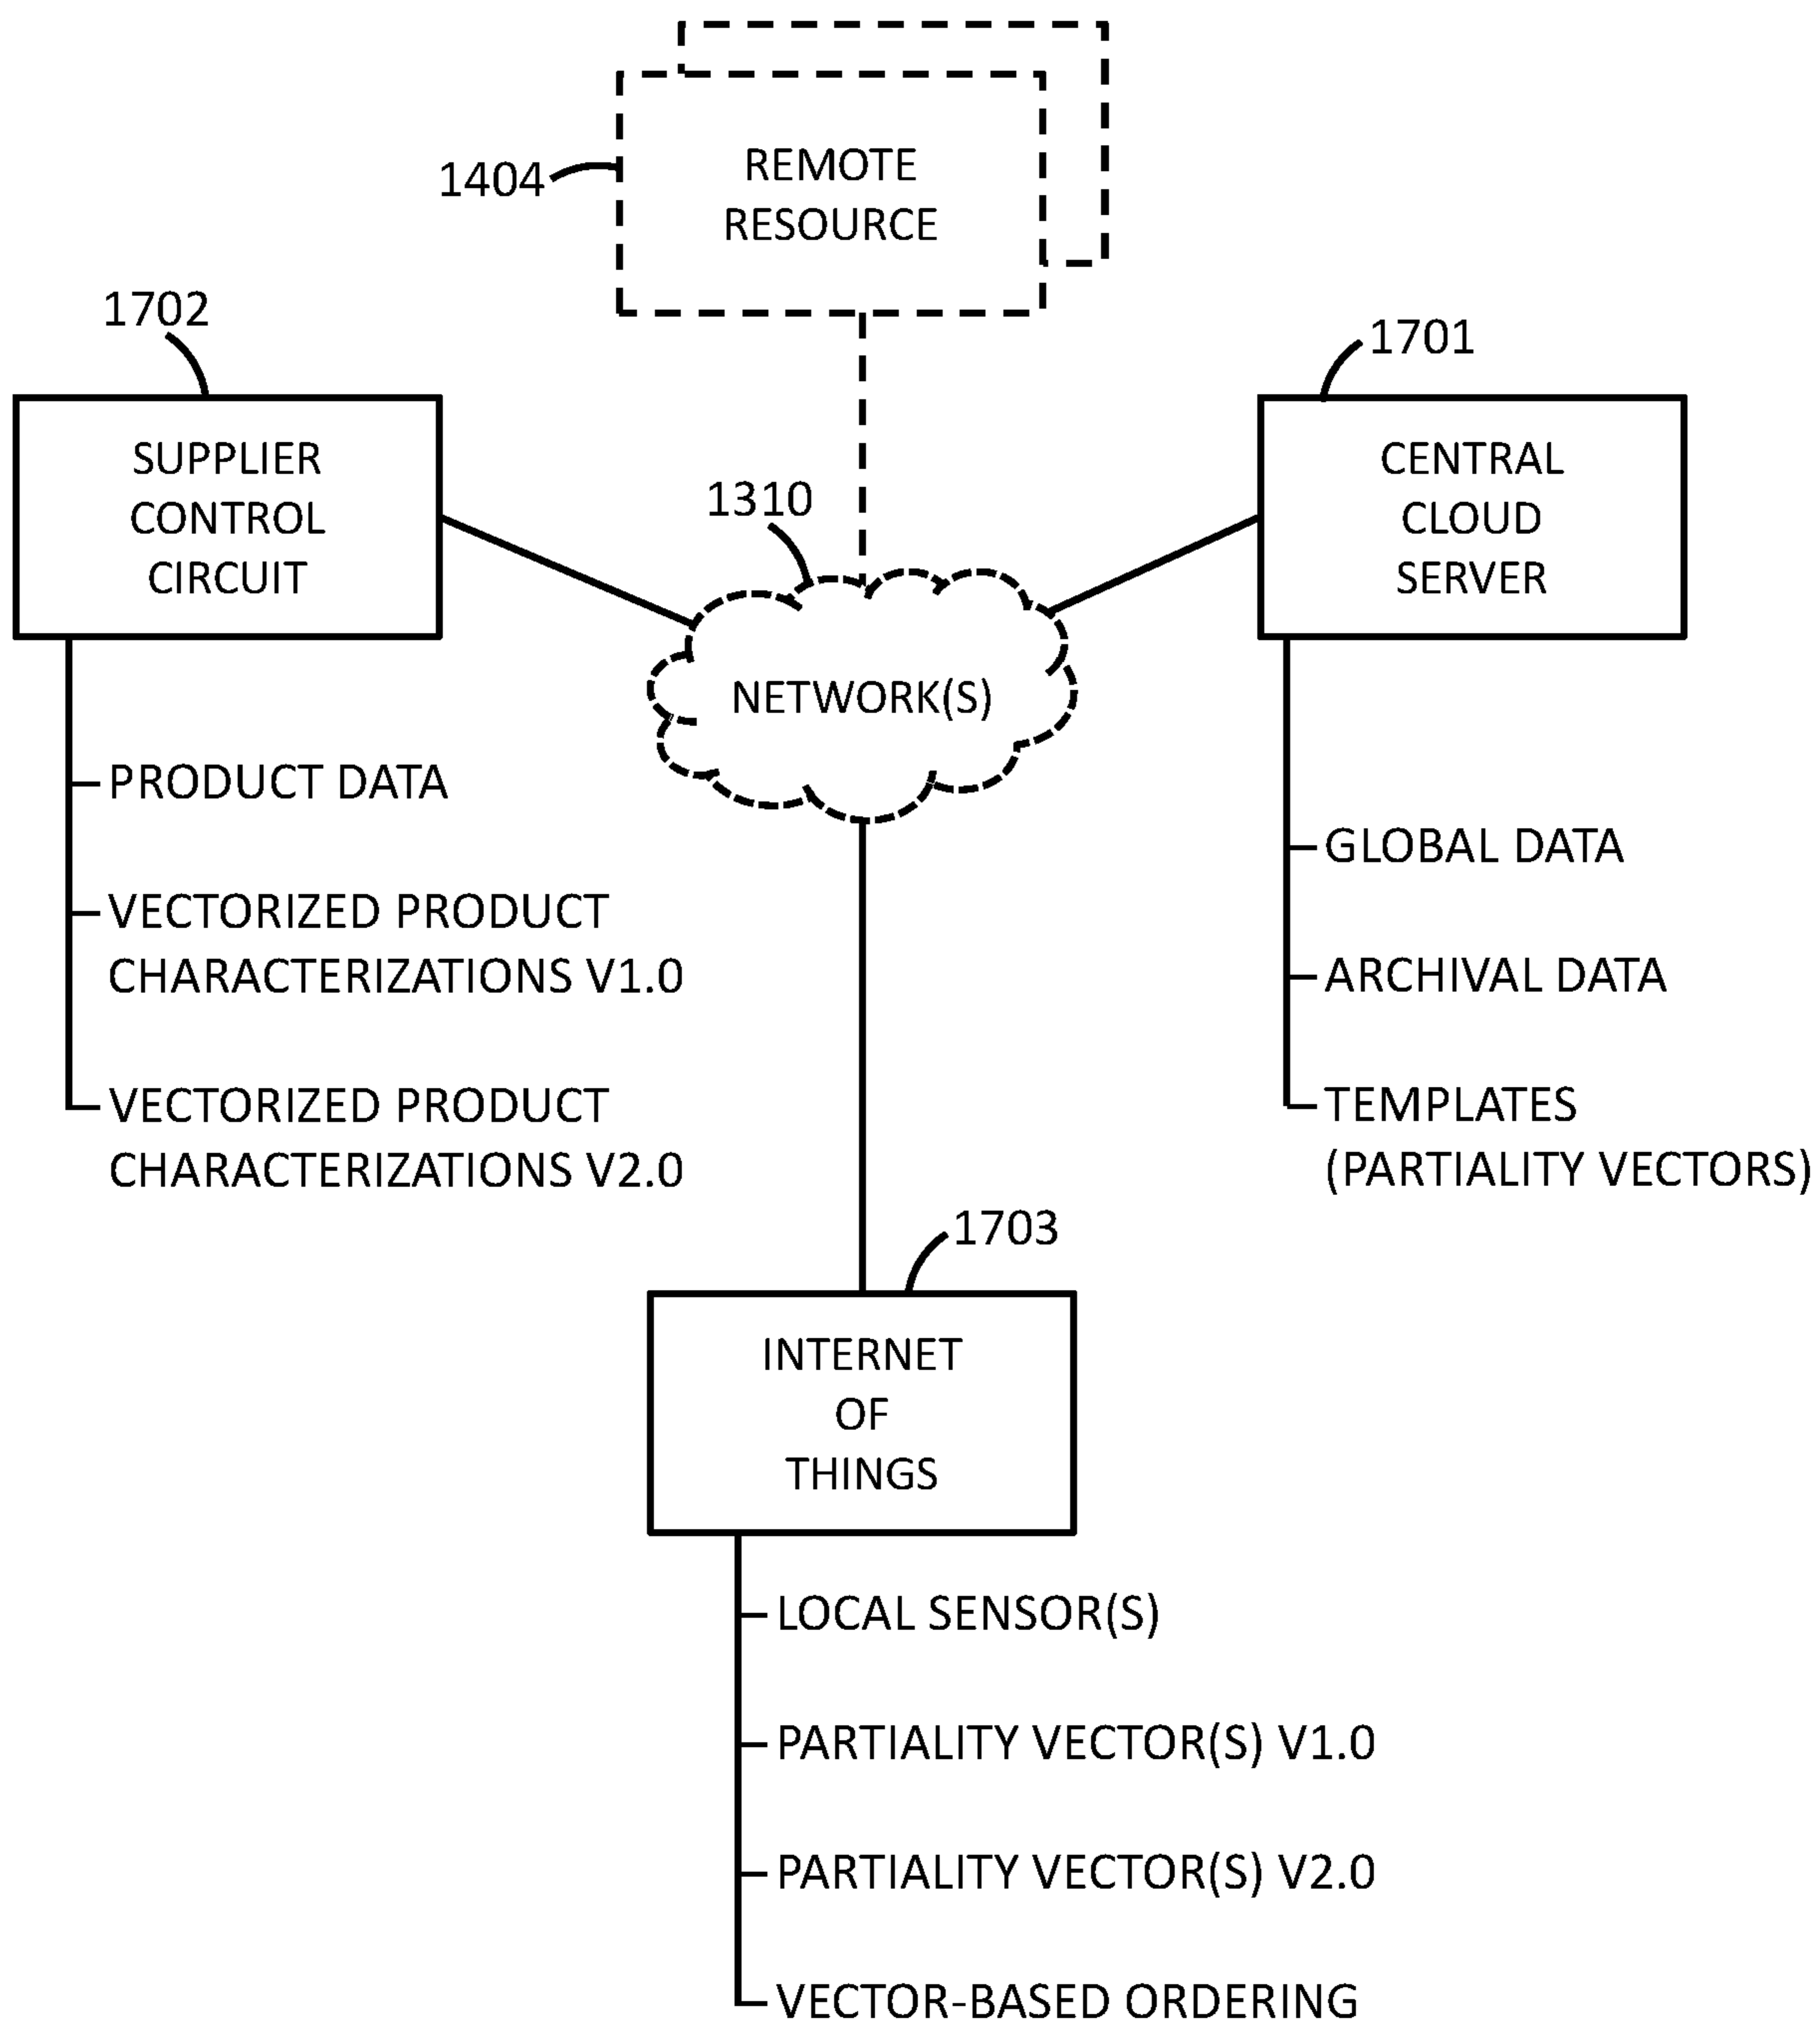 1404
REMOTE
RESOURCE
1702
1701
SUPPLIER
CONTROL
CIRCUIT
CENTRAL
CLOUD
SERVER
1310
NETWORK(S)
PRODUCT DATA
VECTORIZED PRODUCT
CHARACTERIZATIONS V1.0
VECTORIZED PRODUCT
CHARACTERIZATIONS V2.0
GLOBAL DATA
ARCHIVAL DATA
TEMPLATES
(PARTIALITY VECTORS)
1703
INTERNET
OF
THINGS
LOCAL SENSOR(S)
PARTIALITY VECTOR(S) V1.0
PARTIALITY VECTOR(S) V2.0
VECTOR-BASED ORDERING